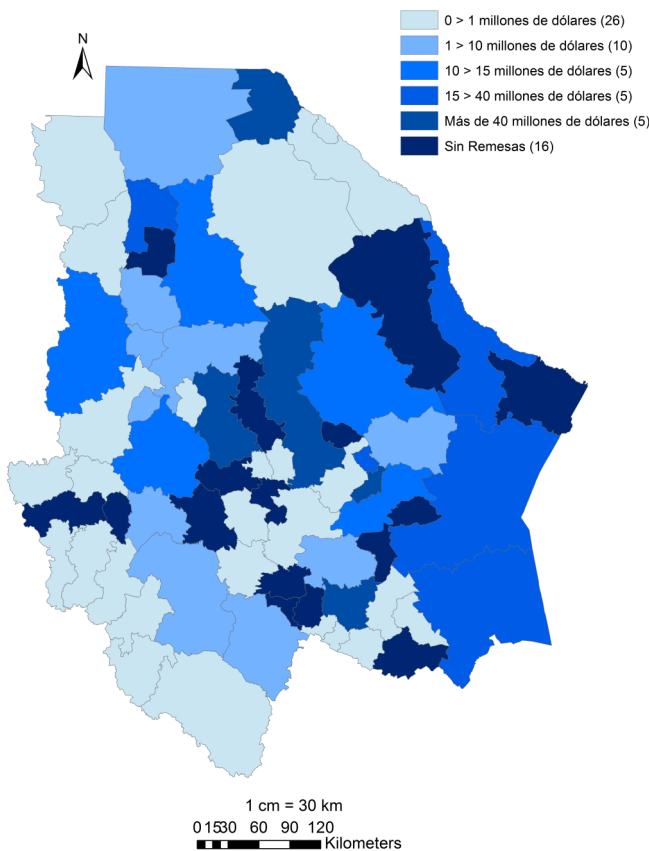 N
0 > 1 millones de dólares (26)
1 > 10 millones de dólares (10)
10 > 15 millones de dólares (5)
15 > 40 millones de dólares (5)
Más de 40 millones de dólares (5)
Sin Remesas (16)
1 cm = 30 km
0 1530 60 90 120
Kilometers